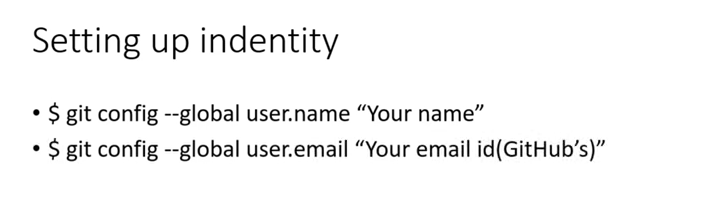 Setting up indentity
• $ git config --global user.name “Your name”
• $ git config --global user.email “Your email id(GitHub’s)”